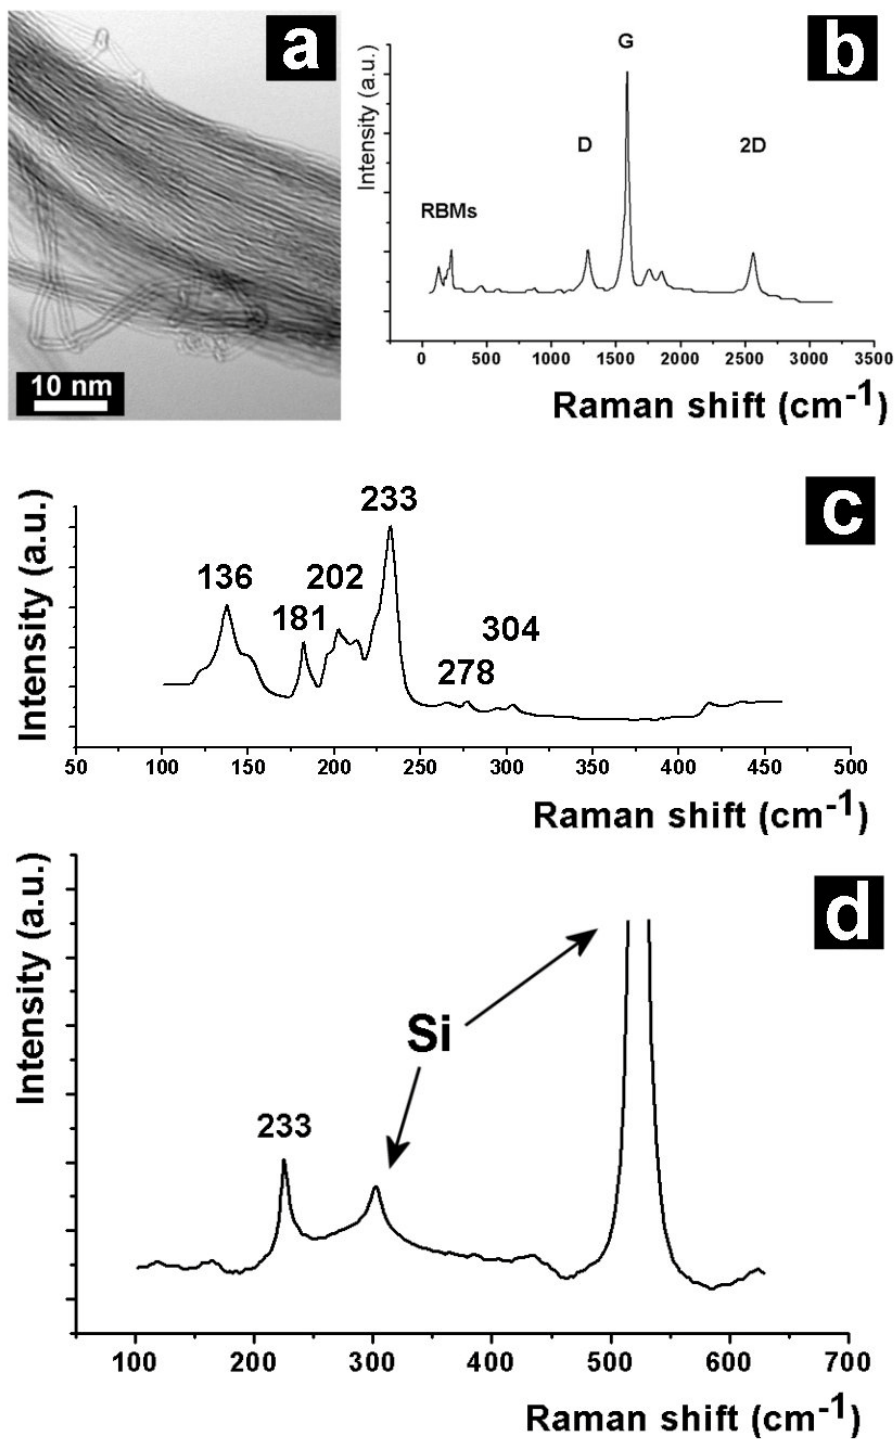 a
10 nm
b
G
D
2D
RBMs
Intensity (a.u.)
0 500 1000 1500 2000 2500 3000 3500
Raman shift (cm-1)
c
233
136
202
181
304
278
Intensity (a.u.)
50 100 150 200 250 300 350 400 450 500
Raman shift (cm-1)
d
Si
233
Intensity (a.u.)
100 200 300 400 500 600 700
Raman shift (cm-1)